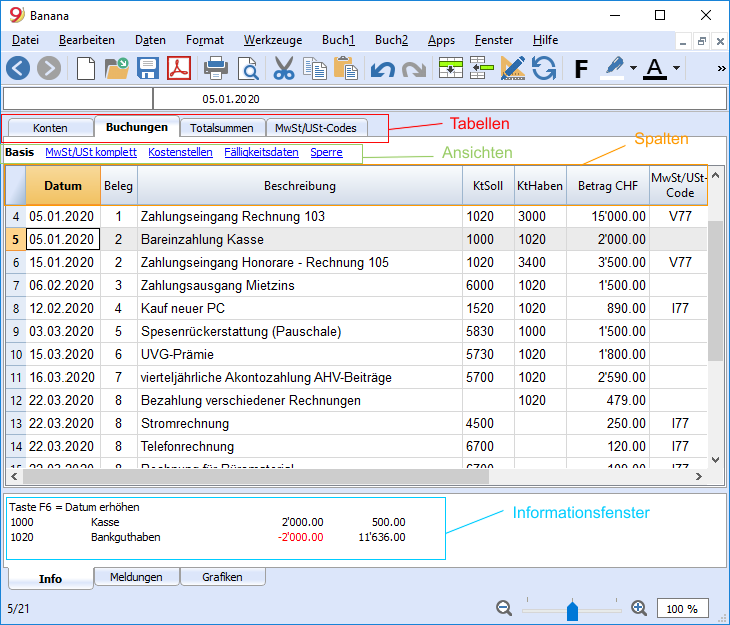 Banana
Datei Bearbeiten Daten Format Werkzeuge Buch1 Buch2 Apps Fenster Hilfe
F A »
05.01.2020
Konten Buchungen Totalsummen MwSt/USt-Codes Tabellen
Basis MwSt/USt komplett Kostenstellen Fälligkeitsdaten Sperre Ansichten Spalten
Datum Beleg Beschreibung KtSoll KtHaben Betrag CHF MwSt/USt-Code
4 05.01.2020 1 Zahlungseingang Rechnung 103 1020 3000 15'000.00 V77
5 05.01.2020 2 Bareinzahlung Kasse 1000 1020 2'000.00
6 15.01.2020 2 Zahlungseingang Honorare - Rechnung 105 1020 3400 3'500.00 V77
7 06.02.2020 3 Zahlungsausgang Mietzins 6000 1020 1'500.00
8 12.02.2020 4 Kauf neuer PC 1520 1020 890.00 I77
9 03.03.2020 5 Spesenrückerstattung (Pauschale) 5830 1000 1'500.00
10 15.03.2020 6 UVG-Prämie 5730 1020 1'800.00
11 16.03.2020 7 vierteljährliche Akontozahlung AHV-Beiträge 5700 1020 2'590.00
12 22.03.2020 8 Bezahlung verschiedener Rechnungen 1020 479.00
13 22.03.2020 8 Stromrechnung 4500 250.00 I77
14 22.03.2020 8 Telefonrechnung 6700 120.00 I77
15 22.03.2020 8 Rechnung für Büromaterial 6700 109.00 I77
Taste F6 = Datum erhöhen
1000 Kasse 2'000.00 500.00
1020 Bankguthaben -2'000.00 11'636.00
Informationsfenster
Info Meldungen Grafiken
5/21 100 %